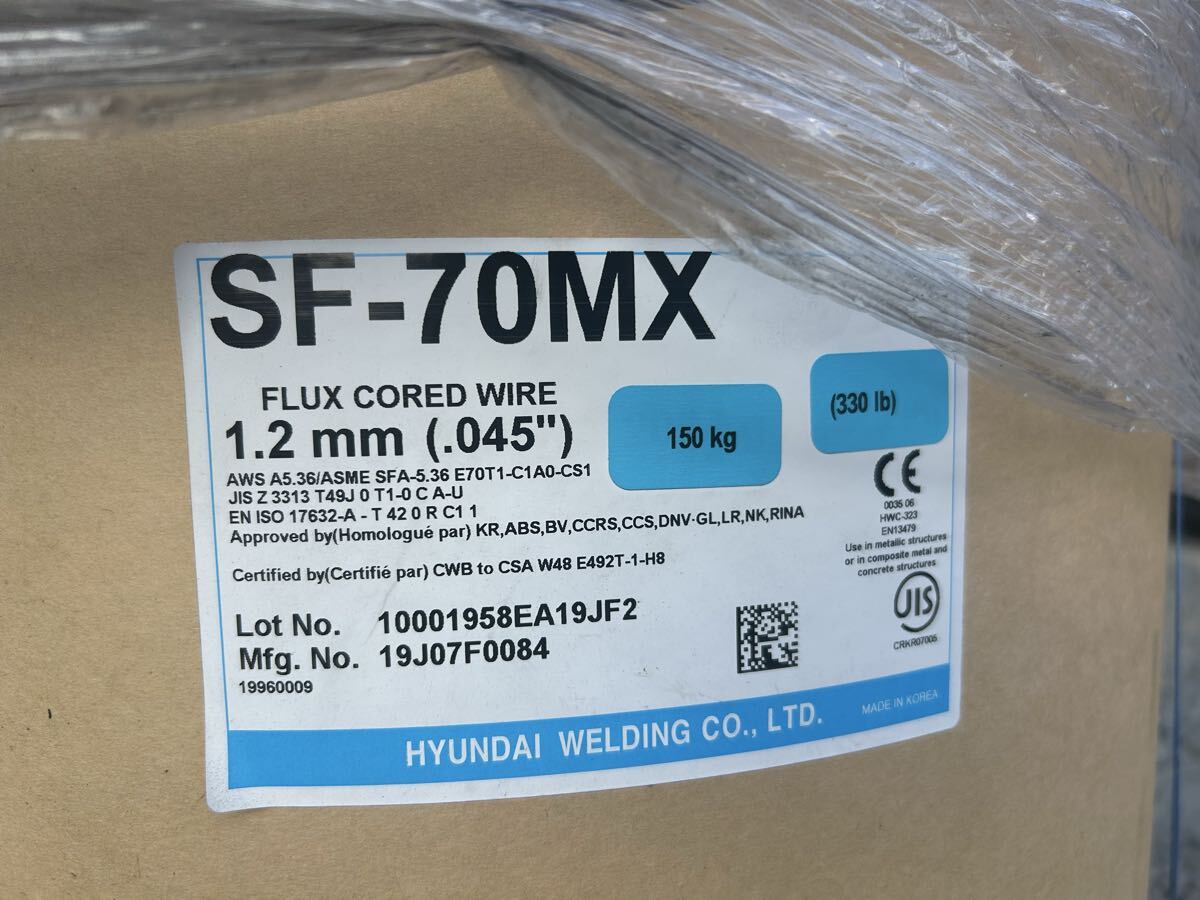 SF-70MX
FLUX CORED WIRE
1.2 mm (.045")
150 kg
(330 lb)
AWS A5.36/ASME SFA-5.36 E70T1-C1A0-CS1
JIS Z 3313 T49J 0 T1-0 C A-U
EN ISO 17632-A - T 42 0 R C1 1
Approved by(Homologué par) KR,ABS,BV,CCRS,CCS,DNV·GL,LR,NK,RINA
Certified by(Certifié par) CWB to CSA W48 E492T-1-H8
CE
0035 06
HWC-323
EN13479
Use in metallic structures
or in composite metal and
concrete structures
JIS
CRKR07006
Lot No. 10001958EA19JF2
Mfg. No. 19J07F0084
19960009
HYUNDAI WELDING CO., LTD.
MADE IN KOREA